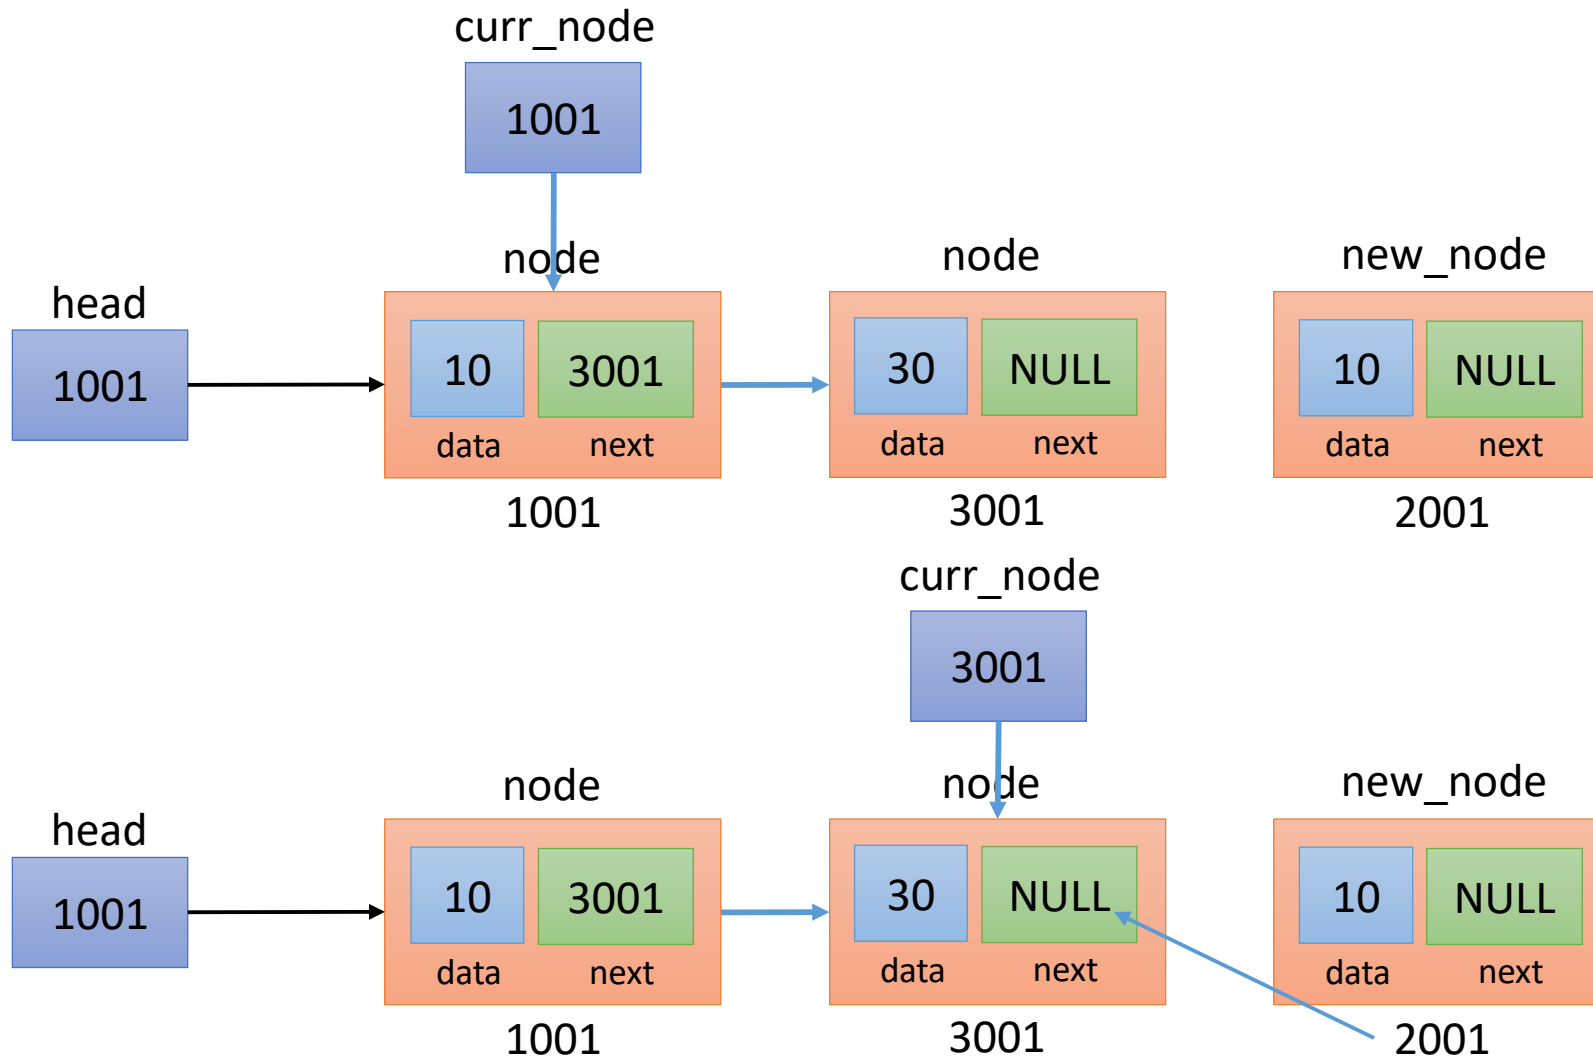 curr_node
1001
node
node
new_node
head
1001
10
3001
30
NULL
10
NULL
data
next
data
next
data
next
1001
3001
2001
curr_node
3001
node
node
new_node
head
1001
10
3001
30
NULL
10
NULL
data
next
data
next
data
next
1001
3001
2001